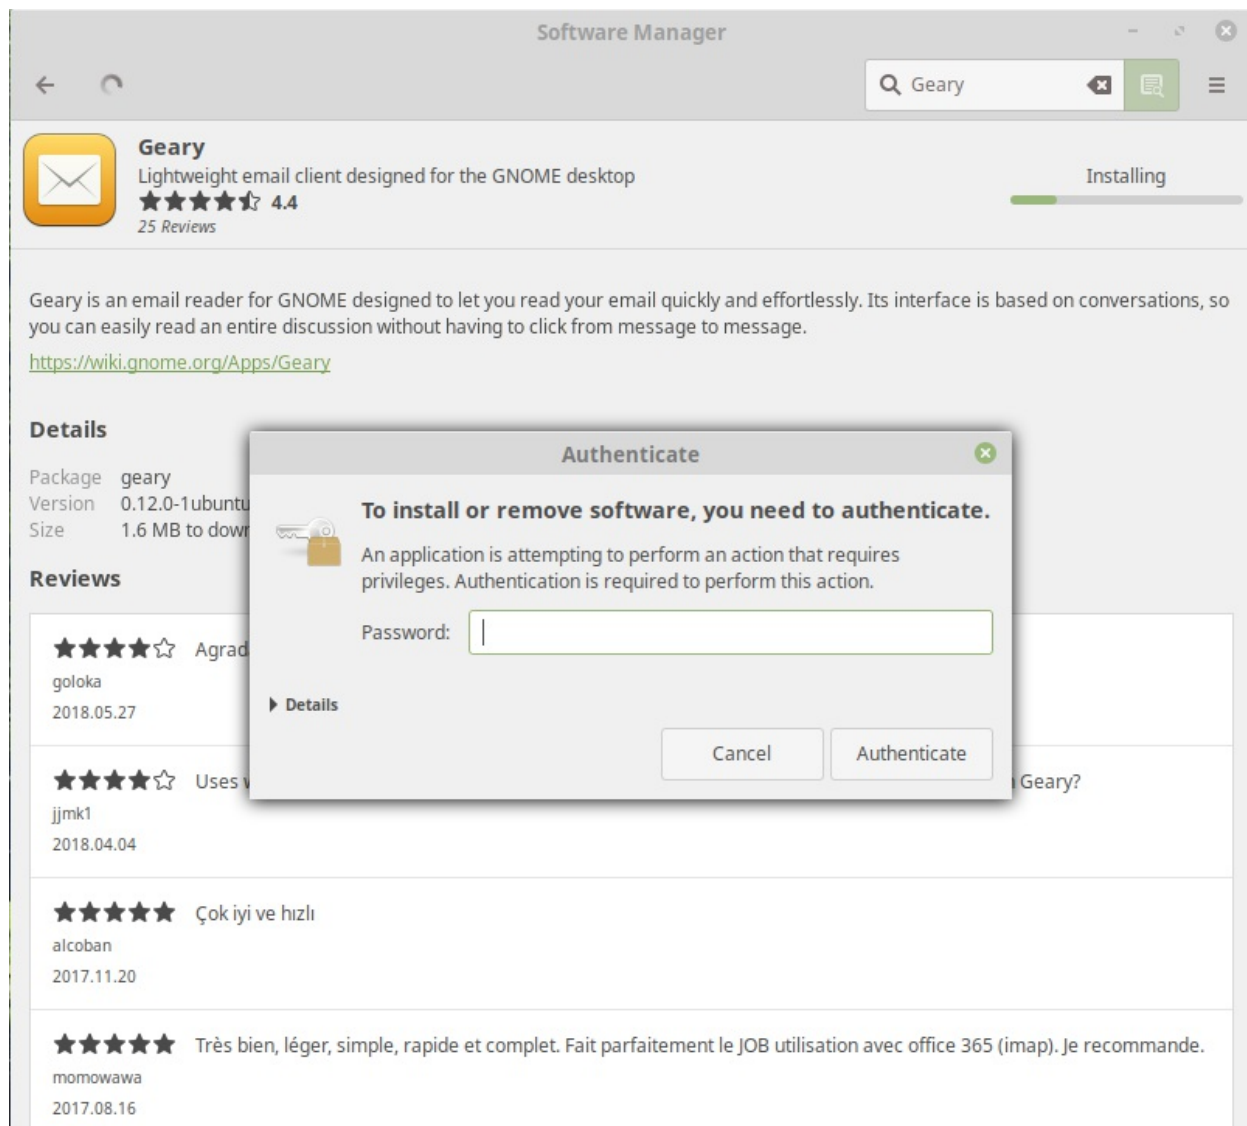 Software Manager
Geary
Geary
Lightweight email client designed for the GNOME desktop
4.4
25 Reviews
Installing
Geary is an email reader for GNOME designed to let you read your email quickly and effortlessly. Its interface is based on conversations, so
you can easily read an entire discussion without having to click from message to message.
https://wiki.gnome.org/Apps/Geary
Details
Package geary
Version
Size 1.6 MB to
Reviews
Authenticate
To install or remove software, you need to authenticate.
An application is attempting to perform an action that requires
privileges. Authentication is required to perform this action.
Password:
Details
Cancel
Authenticate
goloka
2018.05.27
Uses Geary?
jjmk1
2018.04.04
Çok iyi ve hızlı
alcoban
2017.11.20
Très bien, léger, simple, rapide et complet. Fait parfaitement le JOB utilisation avec office 365 (imap). Je recommande.
momowawa
2017.08.16